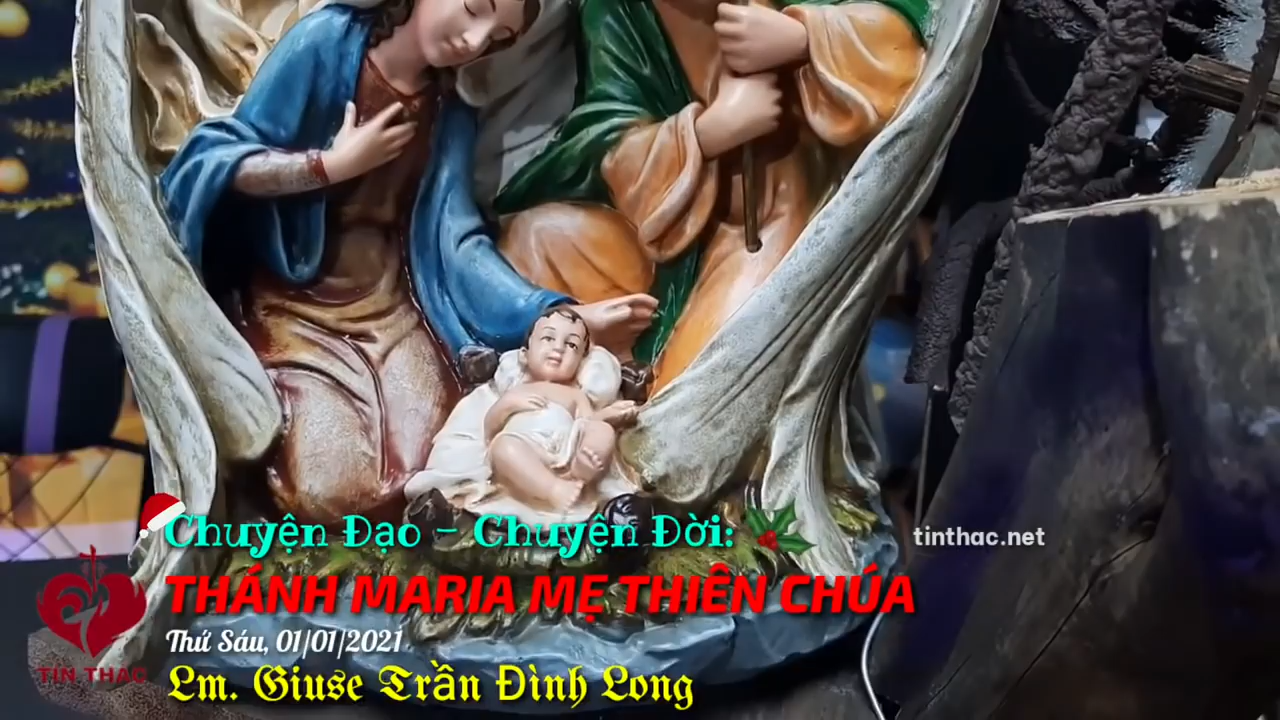 Chuyện Đạo - Chuyện Đời:
tinthac.net
THÁNH MARIA MẸ THIÊN CHÚA
Thứ Sáu, 01/01/2021
TÍN THÁC
Lm. Giuse Trần Đình Long